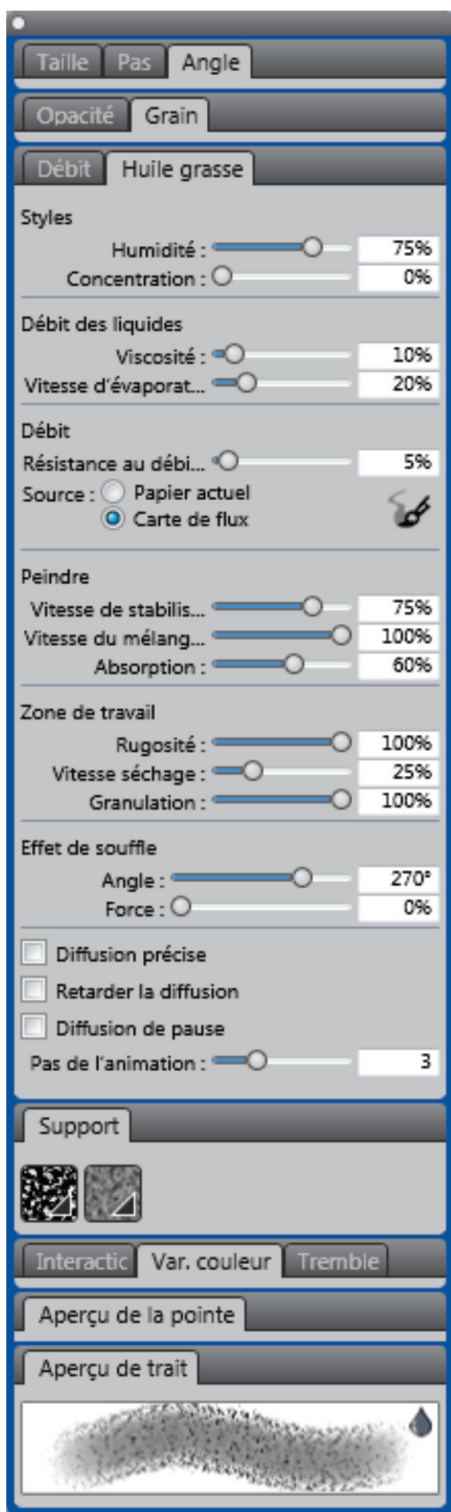 Taille Pas Angle
Opacité Grain
Débit Huile grasse
Styles
Humidité : 75%
Concentration : 0%
Débit des liquides
Viscosité : 10%
Vitesse d'évaporat... 20%
Débit
Résistance au débi... 5%
Source : Papier actuel
Carte de flux
Peindre
Vitesse de stabilis... 75%
Vitesse du mélang... 100%
Absorption : 60%
Zone de travail
Rugosité : 100%
Vitesse séchage : 25%
Granulation : 100%
Effet de souffle
Angle : 270°
Force : 0%
Diffusion précise
Retarder la diffusion
Diffusion de pause
Pas de l'animation : 3
Support
Interactic Var. couleur Tremble
Aperçu de la pointe
Aperçu de trait